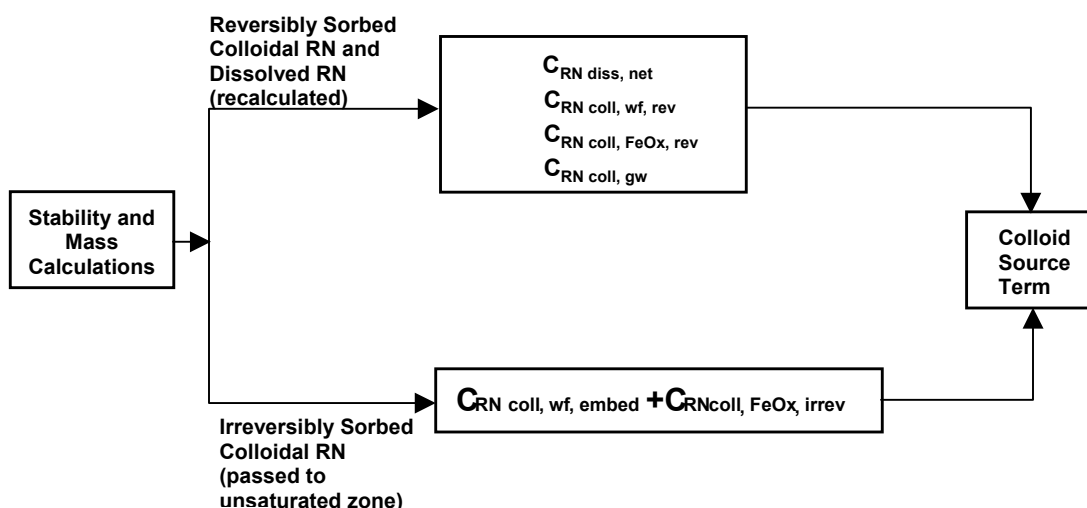 Reversibly Sorbed
Colloidal RN and
Dissolved RN
(recalculated)
C RN diss, net
C RN coll, wf, rev
C RN coll, FeOx, rev
C RN coll, gw
Stability and
Mass
Calculations
Colloid
Source
Term
C RN coll, wf, embed + C RNcoll, FeOx, irrev
Irreversibly Sorbed
Colloidal RN
(passed to
unsaturated zone)